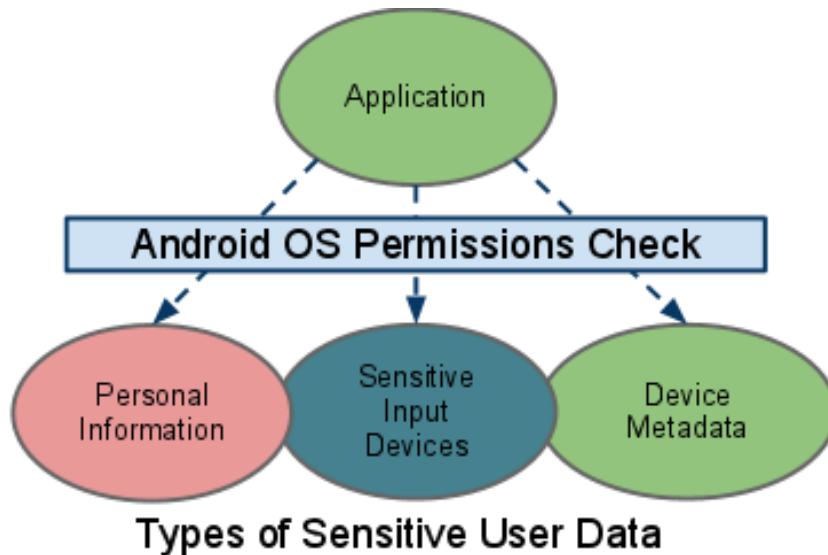 Application
Android OS Permissions Check
Personal
Information
Sensitive
Input
Devices
Device
Metadata
Types of Sensitive User Data